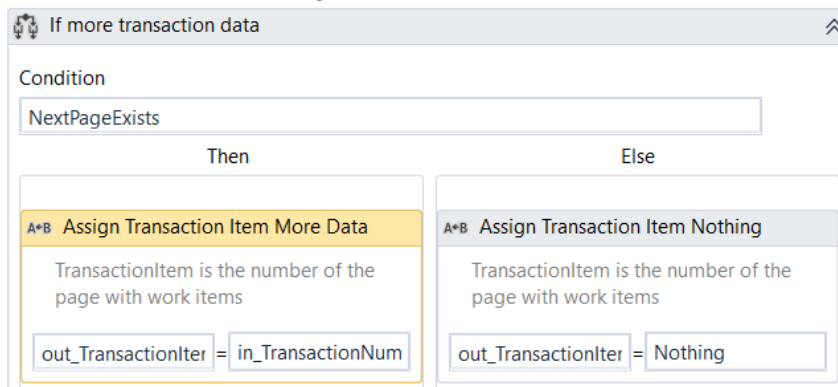 If more transaction data
Condition
NextPageExists
Then
Else
A+B Assign Transaction Item More Data
TransactionItem is the number of the
page with work items
out_TransactionIter = in_TransactionNum
A+B Assign Transaction Item Nothing
TransactionItem is the number of the
page with work items
out_TransactionIter = Nothing